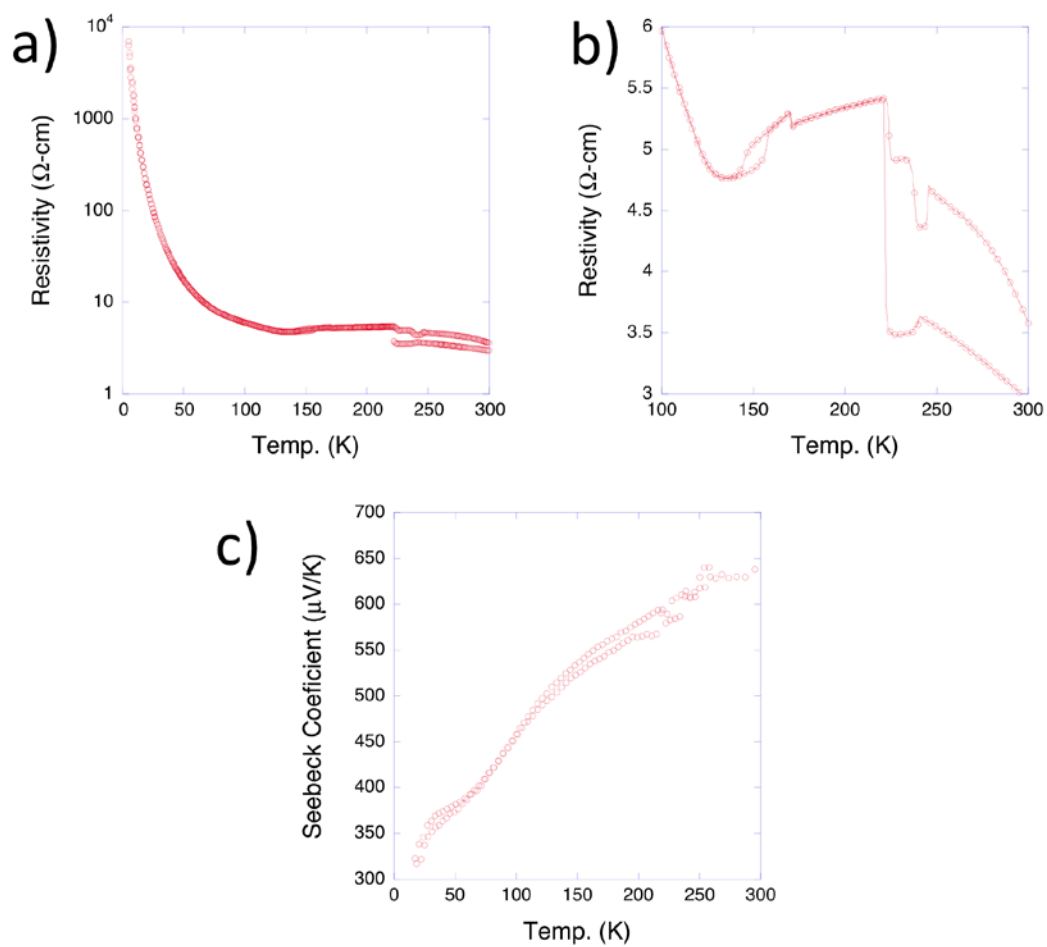 a)
10⁴
1000
100
10
1
Resistivity (Ω-cm)
0 50 100 150 200 250 300
Temp. (K)
b)
6
5.5
5
4.5
4
3.5
3
Restivity (Ω-cm)
100 150 200 250 300
Temp. (K)
c)
700
650
600
550
500
450
400
350
300
Seebeck Coeficient (μV/K)
0 50 100 150 200 250 300
Temp. (K)